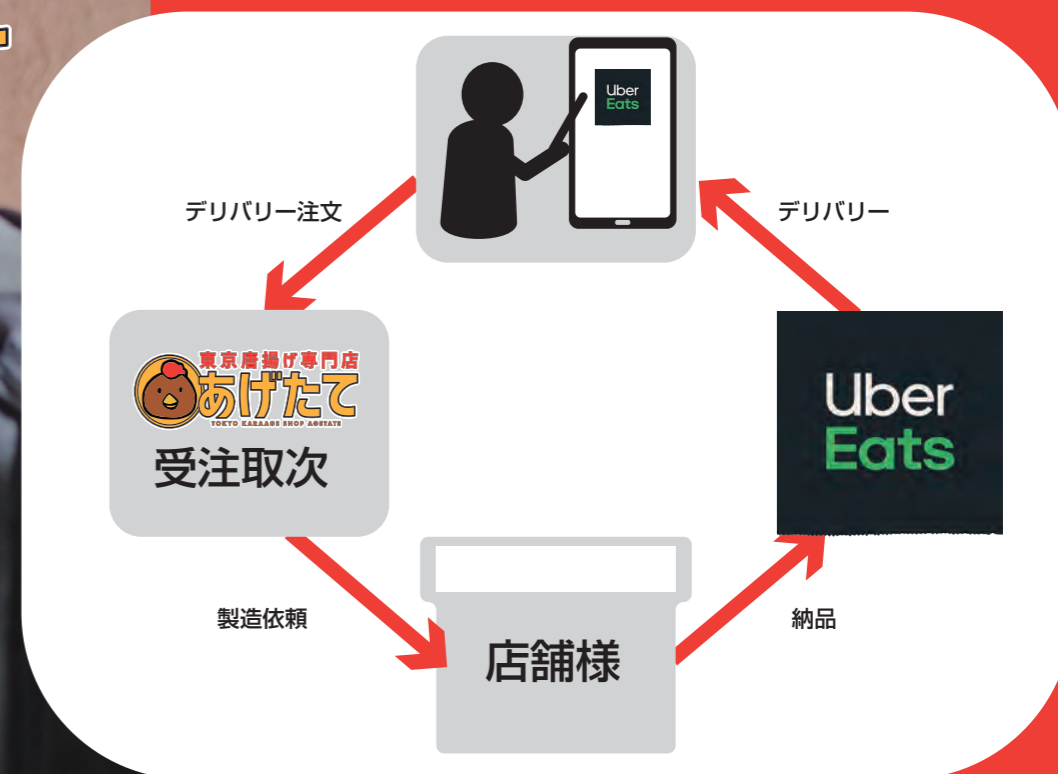 Uber
Eats
デリバリー注文
デリバリー
東京唐揚げ専門店
あげたて
TOKYO KARAAGE SHOP AGETATE
受注取次
Uber
Eats
製造依頼
納品
店舗様